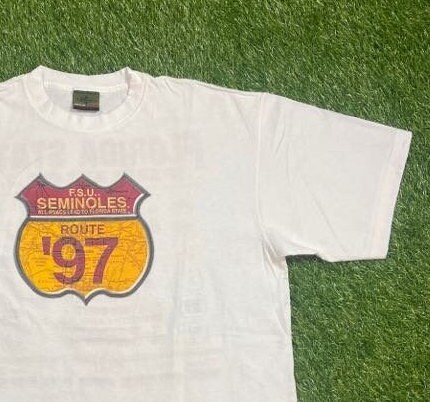 F.S.U.
SEMINOLES.
ALL ROADS LEAD TO FLORIDA STATE
ROUTE
'97